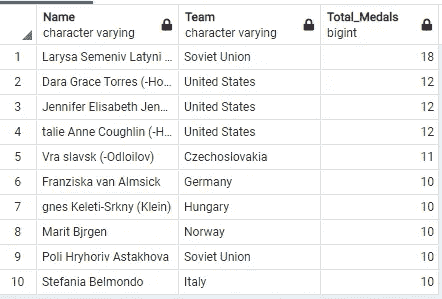 Name Team Total_Medals
character varying character varying bigint
1 Larysa Semeniv Latyni ... Soviet Union 18
2 Dara Grace Torres (-Ho... United States 12
3 Jennifer Elisabeth Jen... United States 12
4 talie Anne Coughlin (-H... United States 12
5 Vra slavsk (-Odloilov) Czechoslovakia 11
6 Franziska van Almsick Germany 10
7 gnes Keleti-Srkny (Klein) Hungary 10
8 Marit Bjrgen Norway 10
9 Poli Hryhoriv Astakhova Soviet Union 10
10 Stefania Belmondo Italy 10